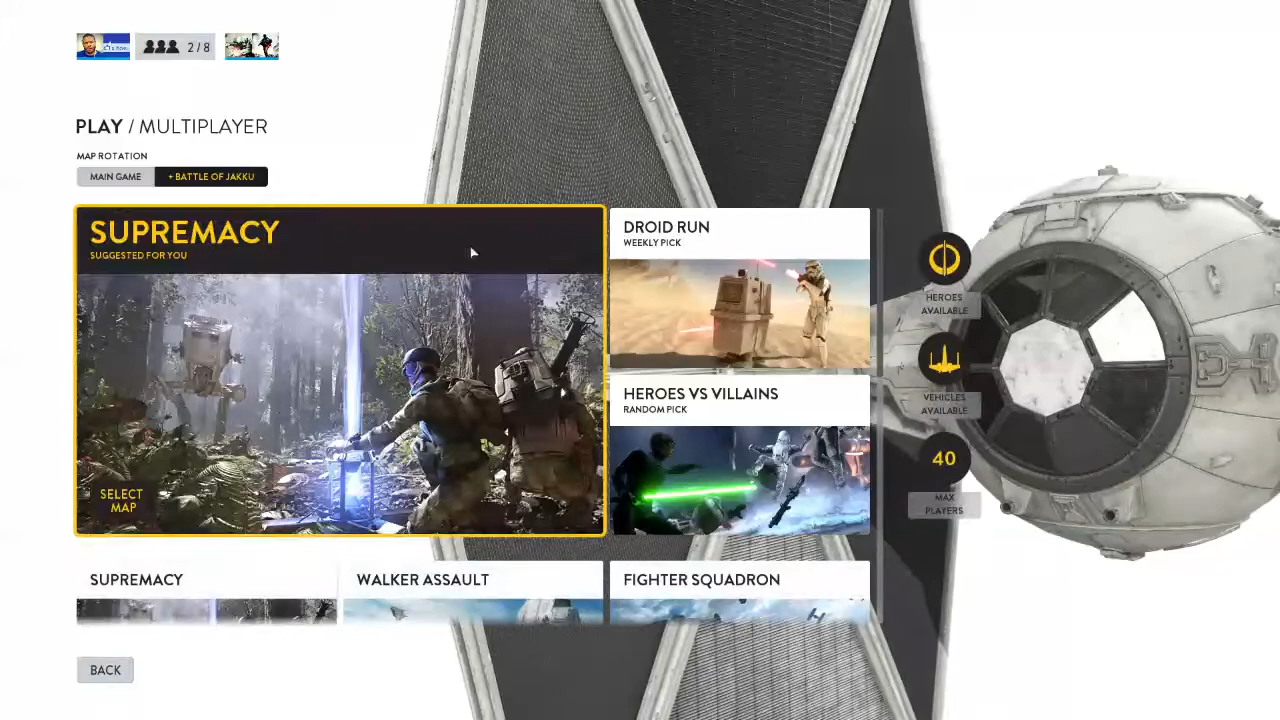 2 / 8
PLAY / MULTIPLAYER
MAP ROTATION
MAIN GAME
+ BATTLE OF JAKKU
SUPREMACY
SUGGESTED FOR YOU
SELECT
MAP
DROID RUN
WEEKLY PICK
HEROES VS VILLAINS
RANDOM PICK
HEROES
AVAILABLE
VEHICLES
AVAILABLE
40
MAX
PLAYERS
SUPREMACY
WALKER ASSAULT
FIGHTER SQUADRON
BACK